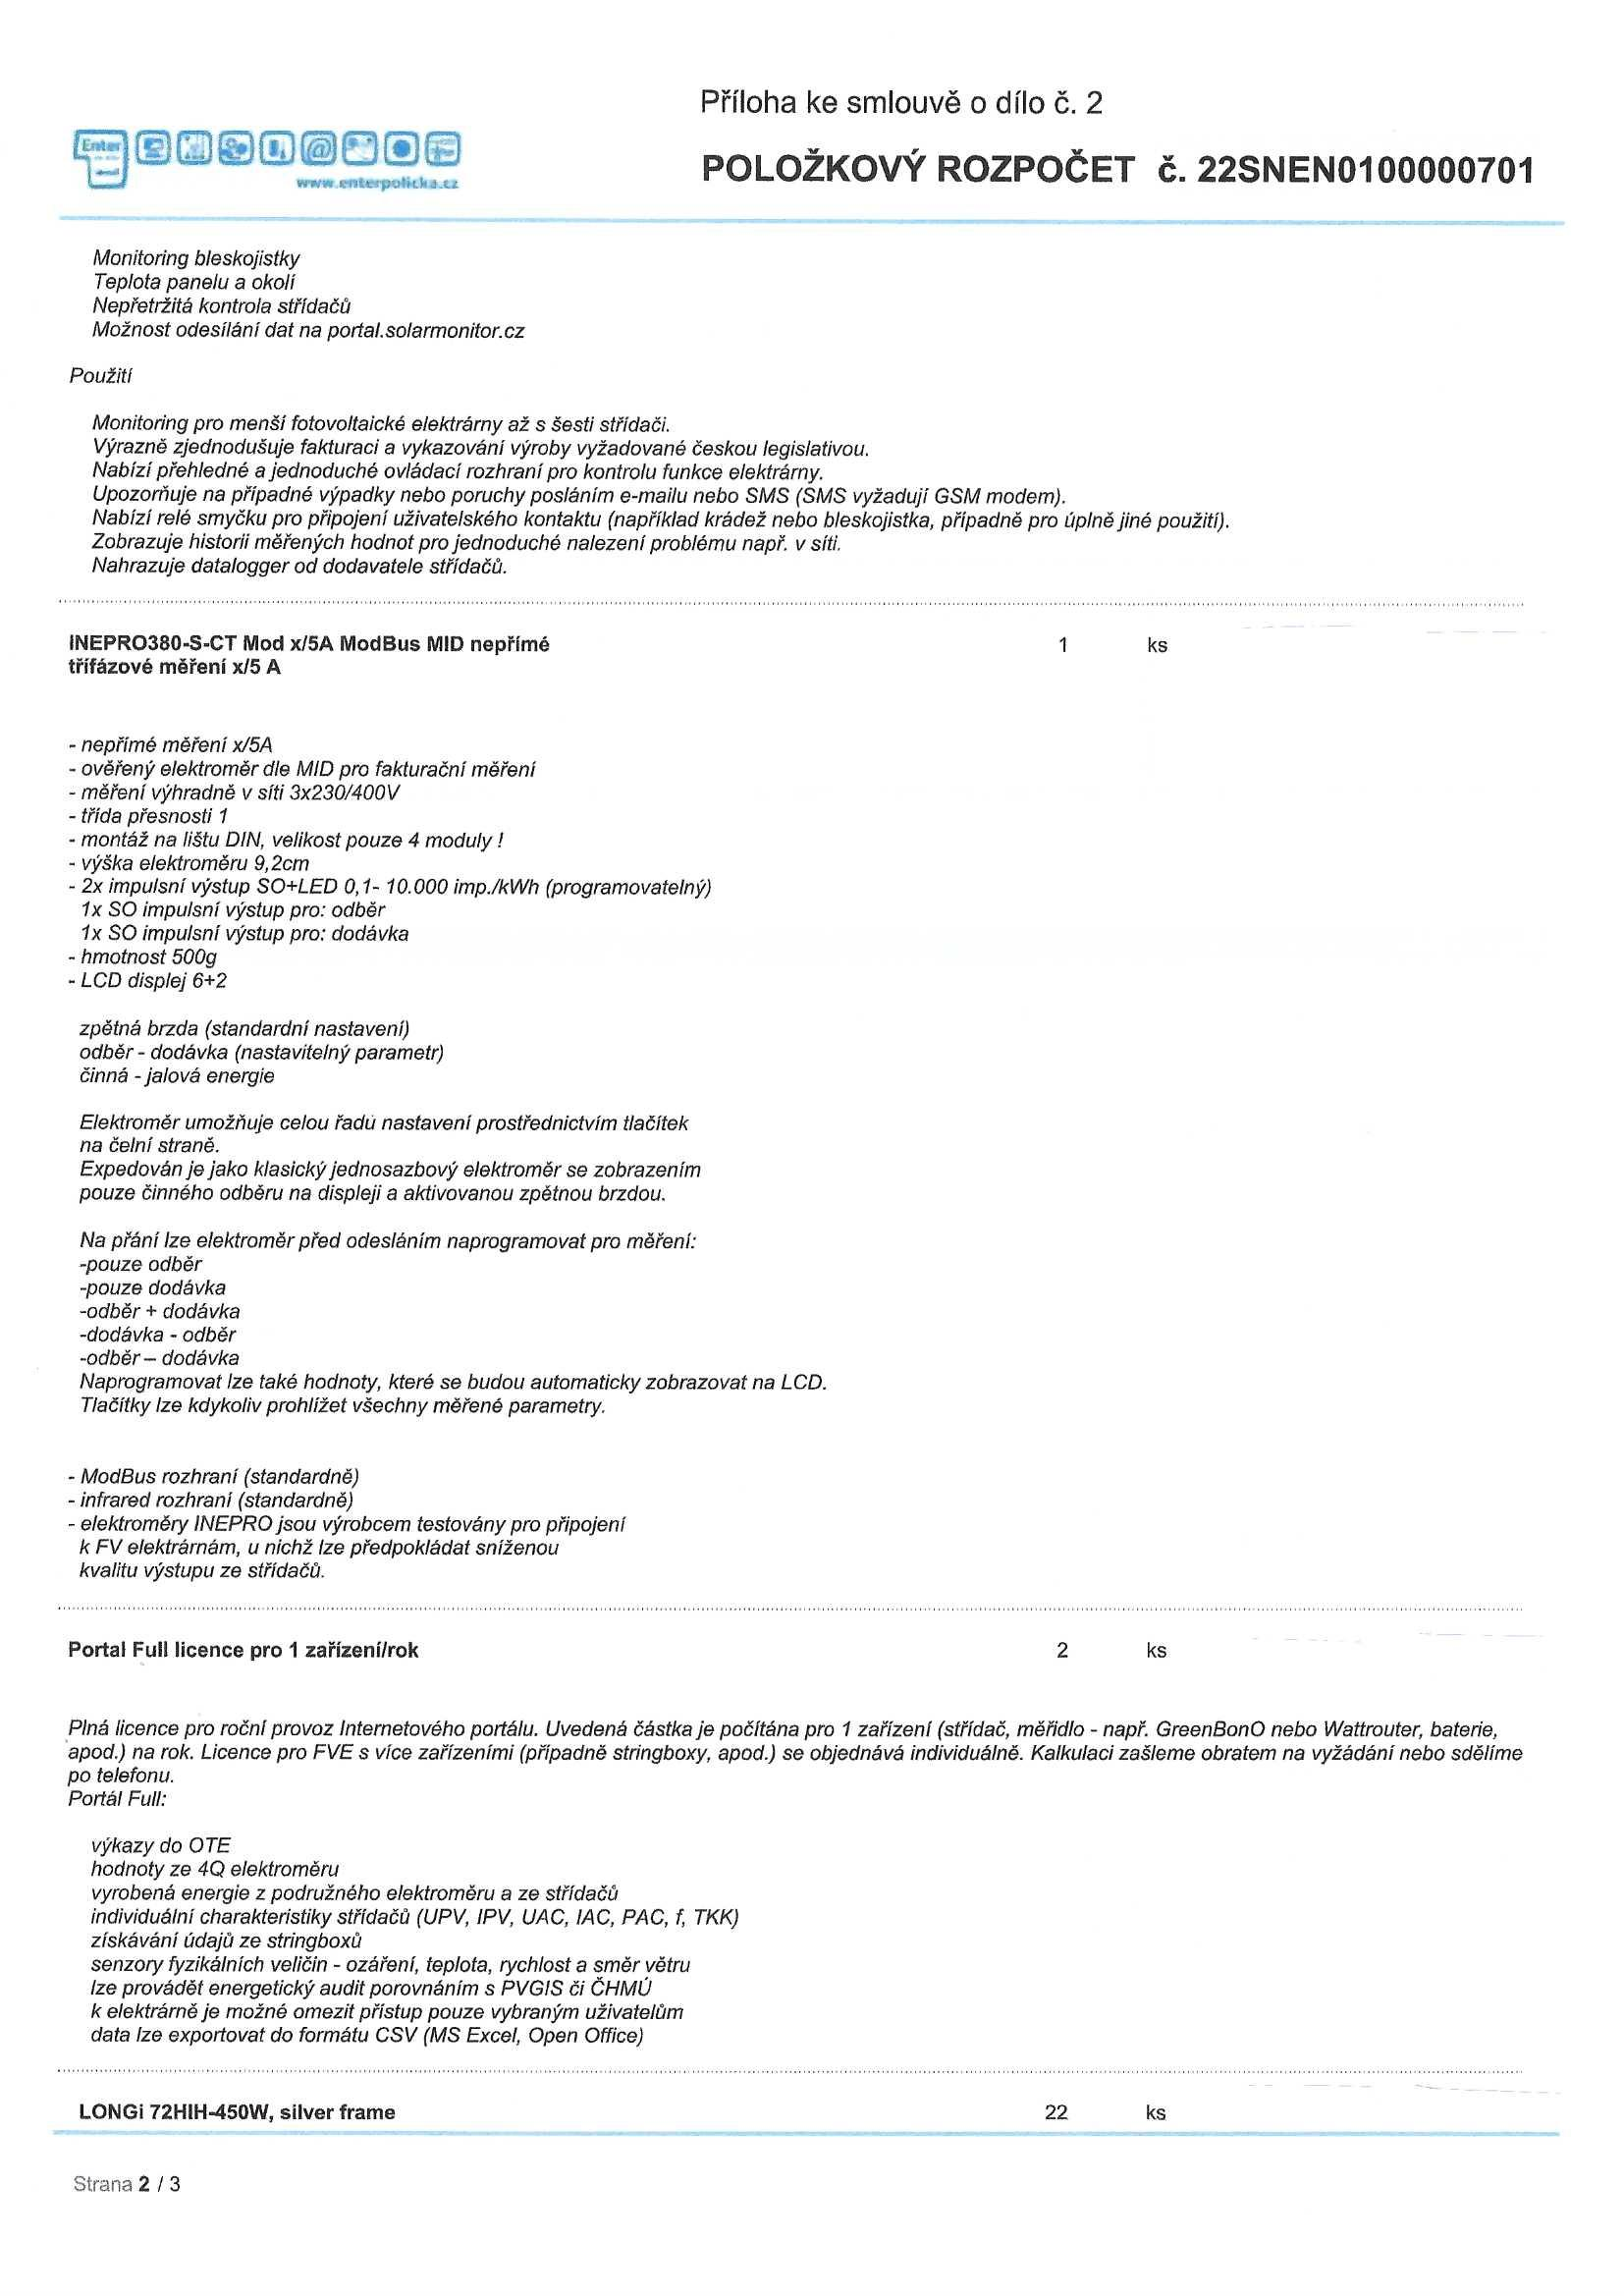 Příloha ke smlouvě o dílo č. 2
Enter
www.enterpolicka.cz
POLOŽKOVÝ ROZPOČET č. 22SNEN0100000701
Monitoring bleskojistky
Teplota panelu a okolí
Nepřetržitá kontrola střídačů
Možnost odesílání dat na portal.solarmonitor.cz
Použití
Monitoring pro menší fotovoltaické elektrárny až s šesti střídači.
Výrazně zjednodušuje fakturaci a vykazování výroby vyžadované českou legislativou.
Nabízí přehledné a jednoduché ovládací rozhraní pro kontrolu funkce elektrárny.
Upozorňuje na případné výpadky nebo poruchy posláním e-mailu nebo SMS (SMS vyžadují GSM modem).
Nabízí relé smyčku pro připojení uživatelského kontaktu (například krádež nebo bleskojistka, případně pro úplně jiné použití).
Zobrazuje historii měřených hodnot pro jednoduché nalezení problému např. v síti.
Nahrazuje datalogger od dodavatele střídačů.
INEPRO380-S-CT Mod x/5A ModBus MID nepřímé 1 ks
třífázové měření x/5 A
- nepřímé měření x/5A
- ověřený elektroměr dle MID pro fakturační měření
- měření výhradně v síti 3x230/400V
- třída přesnosti 1
- montáž na lištu DIN, velikost pouze 4 moduly !
- výška elektroměru 9,2cm
- 2x impulsní výstup SO+LED 0,1- 10.000 imp./kWh (programovatelný)
1x SO impulsní výstup pro: odběr
1x SO impulsní výstup pro: dodávka
- hmotnost 500g
- LCD displej 6+2
zpětná brzda (standardní nastavení)
odběr - dodávka (nastavitelný parametr)
činná - jalová energie
Elektroměr umožňuje celou řadu nastavení prostřednictvím tlačítek
na čelní straně.
Expedován je jako klasický jednosazbový elektroměr se zobrazením
pouze činného odběru na displeji a aktivovanou zpětnou brzdou.
Na přání lze elektroměr před odesláním naprogramovat pro měření:
-pouze odběr
-pouze dodávka
-odběr + dodávka
-dodávka - odběr
-odběr – dodávka
Naprogramovat lze také hodnoty, které se budou automaticky zobrazovat na LCD.
Tlačítky lze kdykoliv prohlížet všechny měřené parametry.
- ModBus rozhraní (standardně)
- infrared rozhraní (standardně)
- elektroměry INEPRO jsou výrobcem testovány pro připojení
k FV elektrárnám, u nichž lze předpokládat sníženou
kvalitu výstupu ze střídačů.
Portal Full licence pro 1 zařízení/rok 2 ks
Plná licence pro roční provoz Internetového portálu. Uvedená částka je počítána pro 1 zařízení (střídač, měřidlo - např. GreenBonO nebo Wattrouter, baterie,
apod.) na rok. Licence pro FVE s více zařízeními (případně stringboxy, apod.) se objednává individuálně. Kalkulaci zašleme obratem na vyžádání nebo sdělíme
po telefonu.
Portál Full:
výkazy do OTE
hodnoty ze 4Q elektroměru
vyrobená energie z podružného elektroměru a ze střídačů
individuální charakteristiky střídačů (UPV, IPV, UAC, IAC, PAC, f, TKK)
získávání údajů ze stringboxů
senzory fyzikálních veličin - ozáření, teplota, rychlost a směr větru
lze provádět energetický audit porovnáním s PVGIS či ČHMÚ
k elektrárně je možné omezit přístup pouze vybraným uživatelům
data lze exportovat do formátu CSV (MS Excel, Open Office)
LONGi 72HIH-450W, silver frame 22 ks
Strana 2 / 3